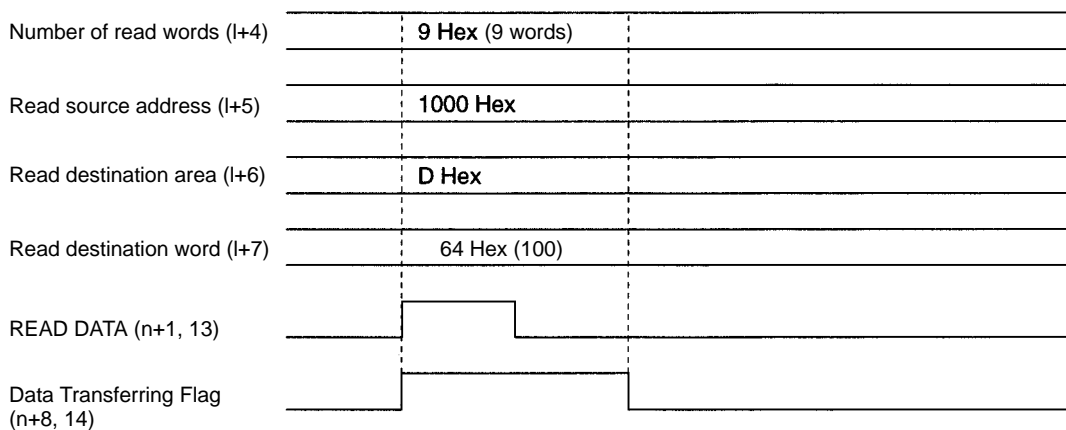 Number of read words (l+4)
9 Hex (9 words)
Read source address (l+5)
1000 Hex
Read destination area (l+6)
D Hex
Read destination word (l+7)
64 Hex (100)
READ DATA (n+1, 13)
Data Transferring Flag
(n+8, 14)